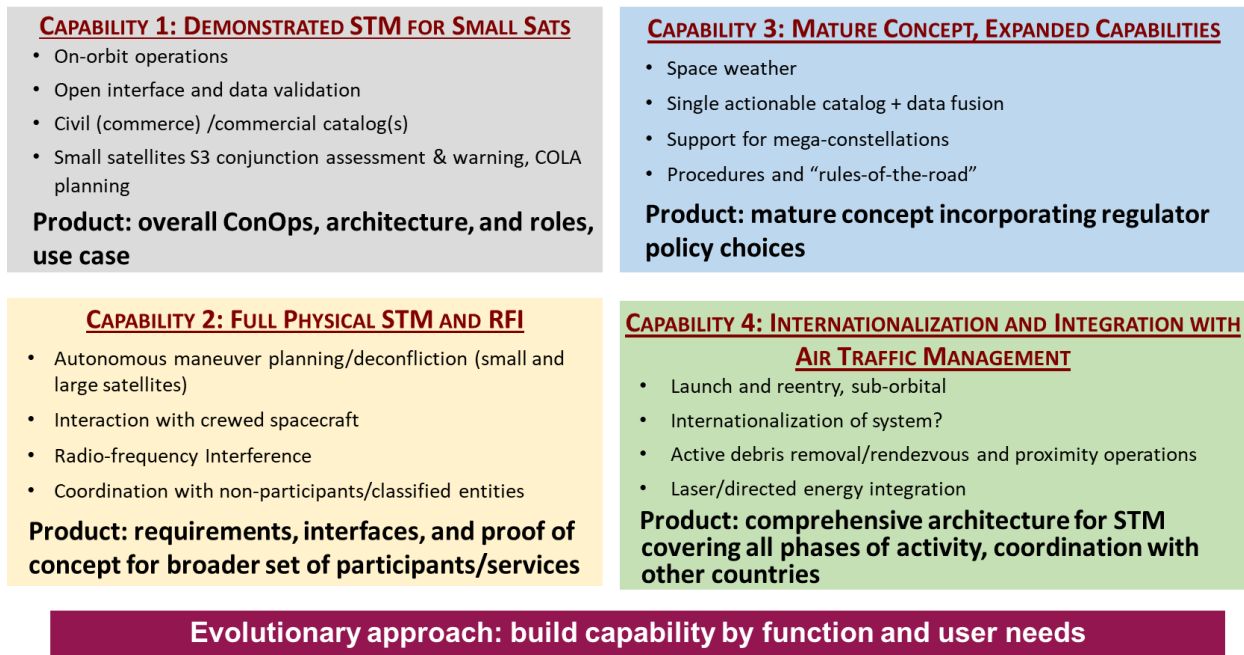 CAPABILITY 1: DEMONSTRATED STM FOR SMALL SATS
• On-orbit operations
• Open interface and data validation
• Civil (commerce) /commercial catalog(s)
• Small satellites S3 conjunction assessment & warning, COLA
planning
Product: overall ConOps, architecture, and roles,
use case
CAPABILITY 2: FULL PHYSICAL STM AND RFI
• Autonomous maneuver planning/deconfliction (small and
large satellites)
• Interaction with crewed spacecraft
• Radio-frequency Interference
• Coordination with non-participants/classified entities
Product: requirements, interfaces, and proof of
concept for broader set of participants/services
CAPABILITY 3: MATURE CONCEPT, EXPANDED CAPABILITIES
• Space weather
• Single actionable catalog + data fusion
• Support for mega-constellations
• Procedures and “rules-of-the-road”
Product: mature concept incorporating regulator
policy choices
CAPABILITY 4: INTERNATIONALIZATION AND INTEGRATION WITH
AIR TRAFFIC MANAGEMENT
• Launch and reentry, sub-orbital
• Internationalization of system?
• Active debris removal/rendezvous and proximity operations
• Laser/directed energy integration
Product: comprehensive architecture for STM
covering all phases of activity, coordination with
other countries
Evolutionary approach: build capability by function and user needs